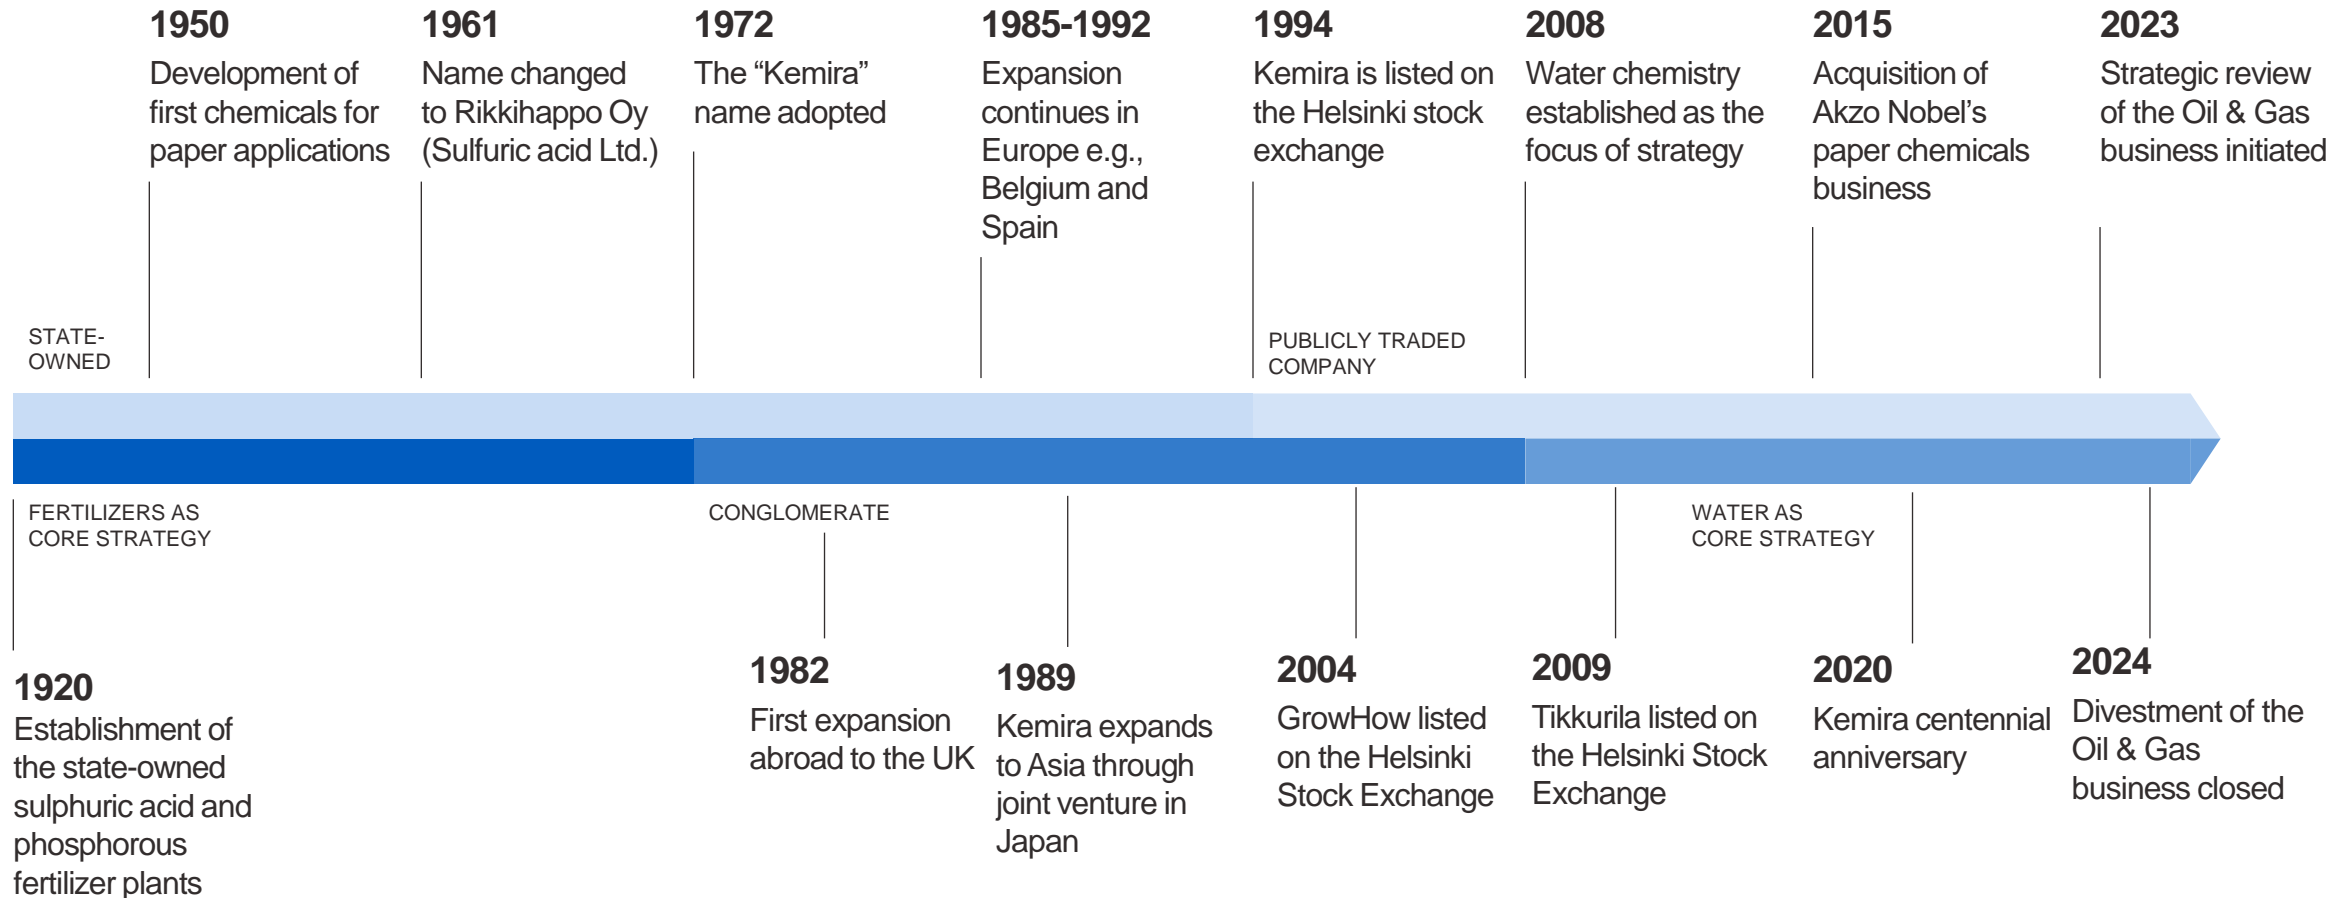 1950
Development of
first chemicals for
paper applications
1961
Name changed
to Rikkihappo Oy
(Sulfuric acid Ltd.)
1972
The “Kemira”
name adopted
1985-1992
Expansion
continues in
Europe e.g.,
Belgium and
Spain
1994
Kemira is listed on
the Helsinki stock
exchange
2008
Water chemistry
established as the
focus of strategy
2015
Acquisition of
Akzo Nobel’s
paper chemicals
business
2023
Strategic review
of the Oil & Gas
business initiated
STATE-
OWNED
PUBLICLY TRADED
COMPANY
FERTILIZERS AS
CORE STRATEGY
CONGLOMERATE
WATER AS
CORE STRATEGY
1920
Establishment of
the state-owned
sulphuric acid and
phosphorous
fertilizer plants
1982
First expansion
abroad to the UK
1989
Kemira expands
to Asia through
joint venture in
Japan
2004
GrowHow listed
on the Helsinki
Stock Exchange
2009
Tikkurila listed on
the Helsinki Stock
Exchange
2020
Kemira centennial
anniversary
2024
Divestment of the
Oil & Gas
business closed